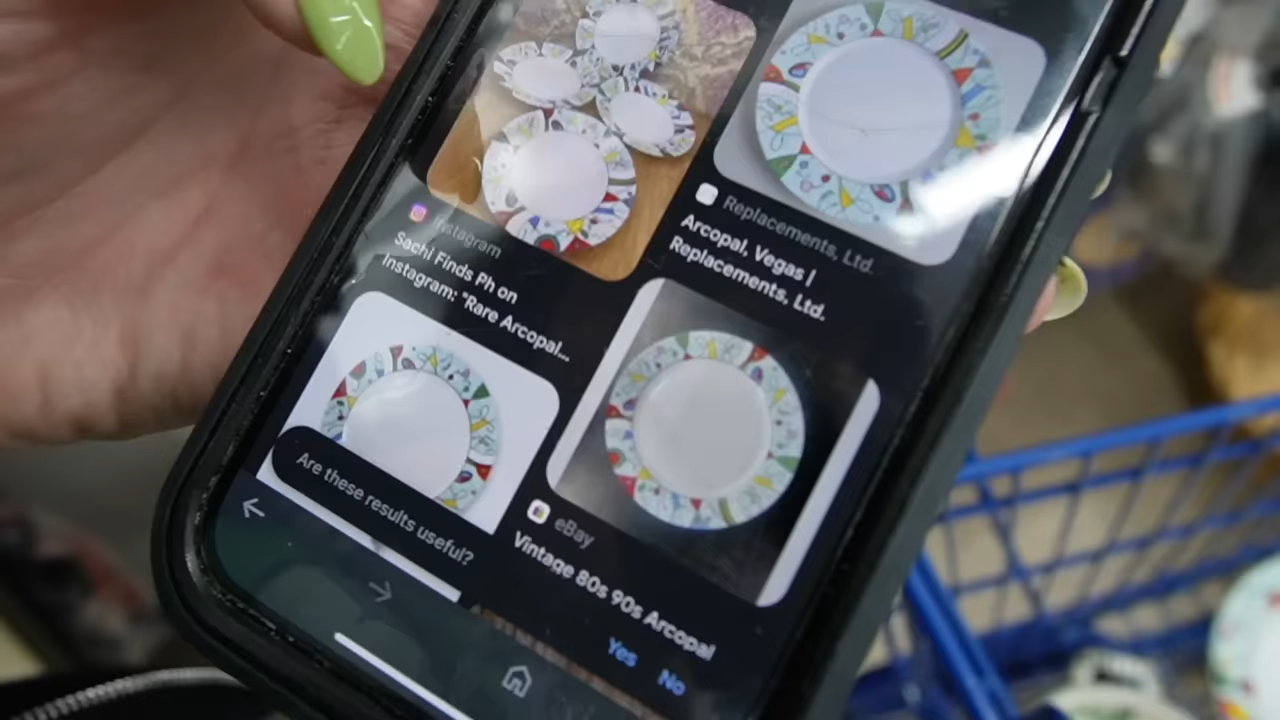 Instagram
Sachi Finds Ph on
Instagram: "Rare Arcopal...
Replacements, Ltd.
Arcopal, Vegas |
Replacements, Ltd.
eBay
Vintage 80s 90s Arcopal
Are these results useful?
Yes
No